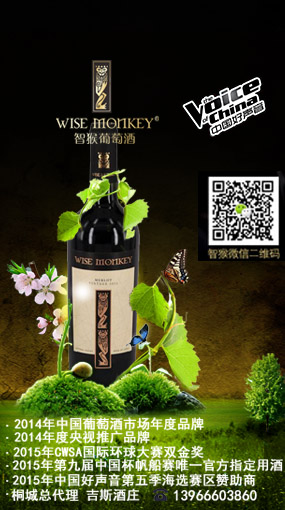 WISE MONKEY®
智猴葡萄酒
The
Voice
of
China
中国好声音
智猴微信二维码
WISE MONKEY
MERLOT
· 2014年中国葡萄酒市场年度品牌
· 2014年度央视推广品牌
· 2015年CWSA国际环球大赛双金奖
· 2015年第九届中国杯帆船赛唯一官方指定用酒
· 2015年中国好声音第五季海选赛区赞助商
· 桐城总代理 吉斯酒庄 ☎ 13966603860